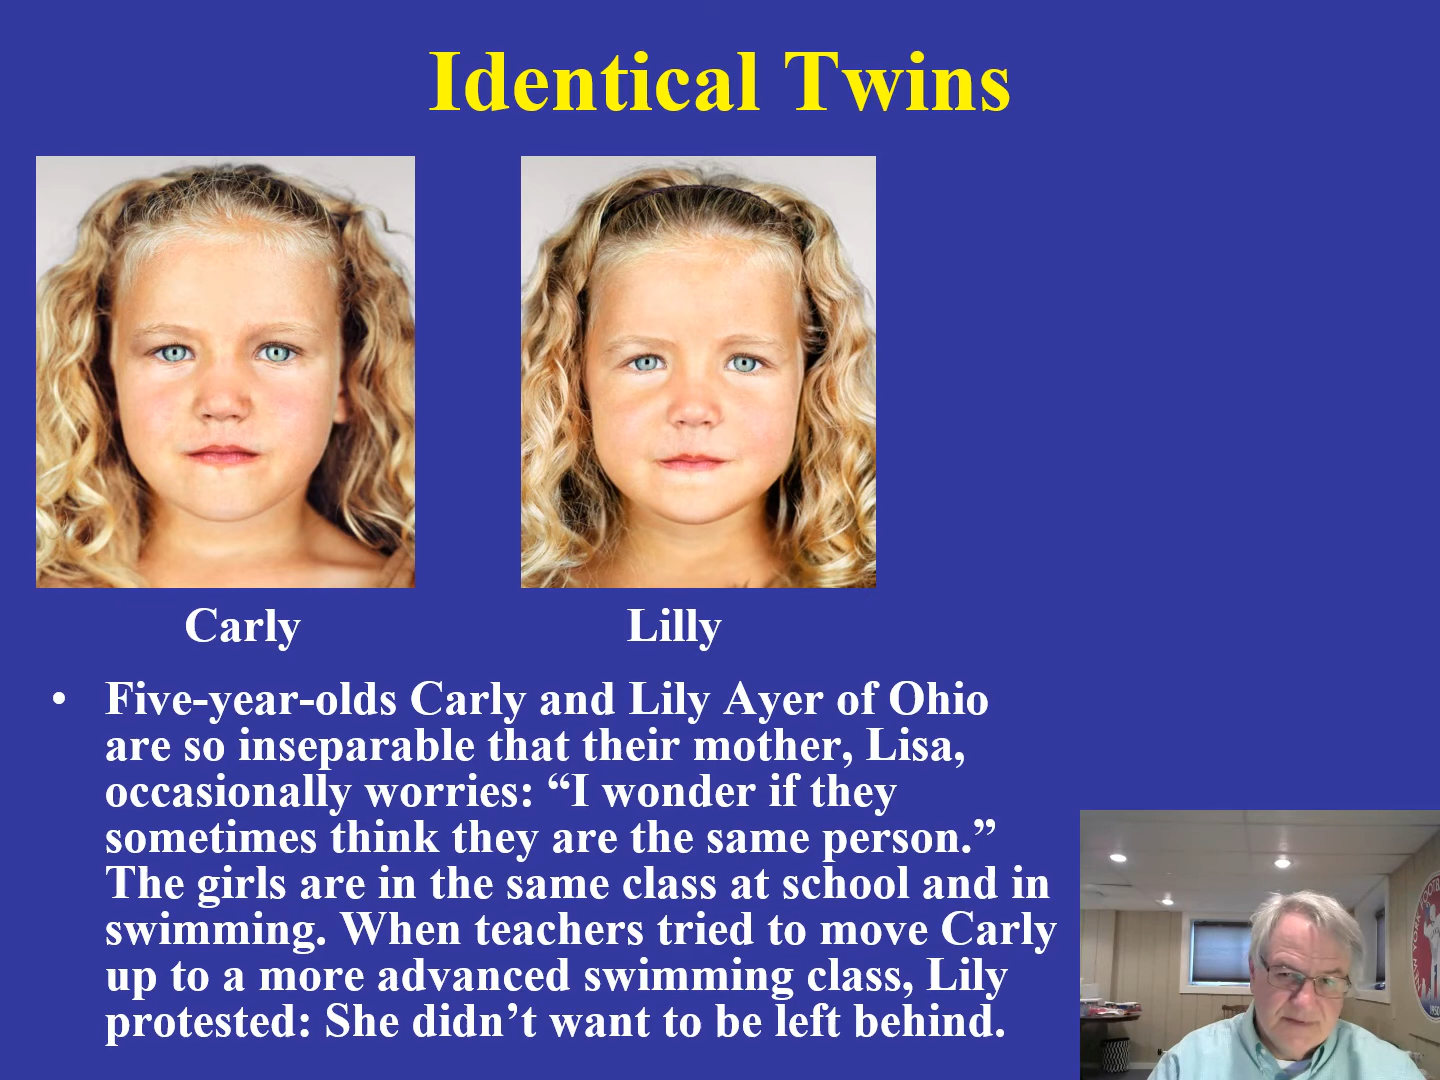 Identical Twins
Carly
Lilly
• Five-year-olds Carly and Lily Ayer of Ohio
are so inseparable that their mother, Lisa,
occasionally worries: “I wonder if they
sometimes think they are the same person.”
The girls are in the same class at school and in
swimming. When teachers tried to move Carly
up to a more advanced swimming class, Lily
protested: She didn’t want to be left behind.